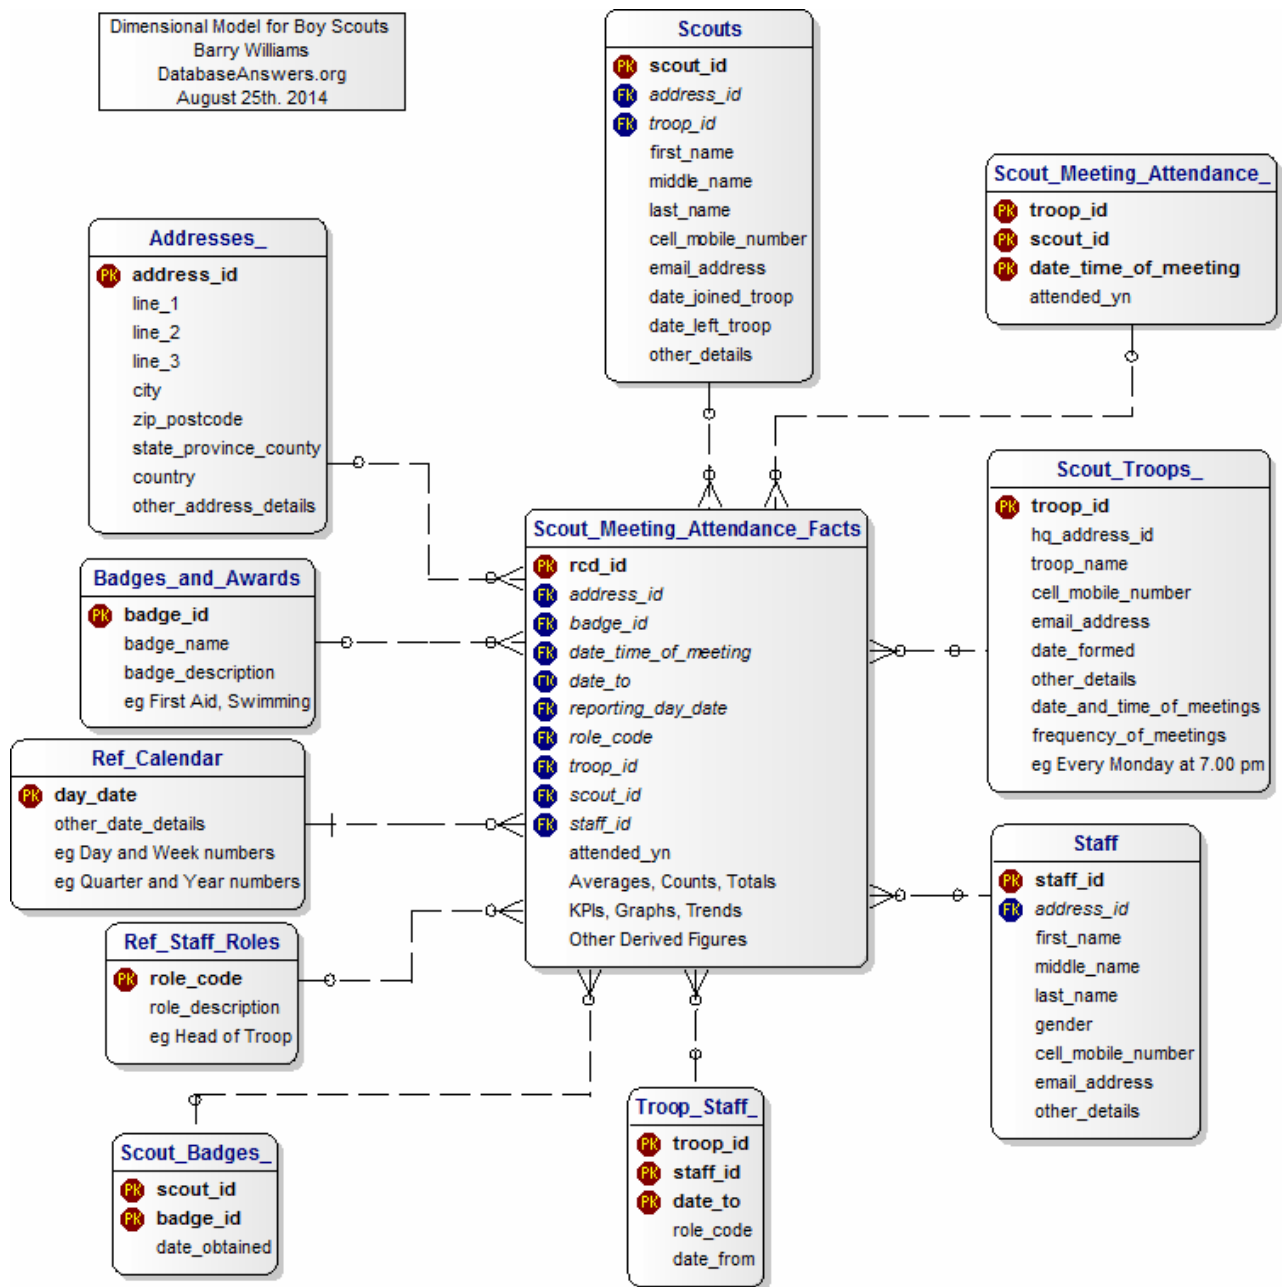 Dimensional Model for Boy Scouts
Barry Williams
DatabaseAnswers.org
August 25th. 2014
Scouts
PK scout_id
FK address_id
FK troop_id
first_name
middle_name
last_name
cell_mobile_number
email_address
date_joined_troop
date_left_troop
other_details
Scout_Meeting_Attendance_
PK troop_id
PK scout_id
PK date_time_of_meeting
attended_yn
Addresses_
PK address_id
line_1
line_2
line_3
city
zip_postcode
state_province_county
country
other_address_details
Scout_Troops_
PK troop_id
hq_address_id
troop_name
cell_mobile_number
email_address
date_formed
other_details
date_and_time_of_meetings
frequency_of_meetings
eg Every Monday at 7.00 pm
Scout_Meeting_Attendance_Facts
PK rcd_id
FK address_id
FK badge_id
FK date_time_of_meeting
FK date_to
FK reporting_day_date
FK role_code
FK troop_id
FK scout_id
FK staff_id
attended_yn
Averages, Counts, Totals
KPIs, Graphs, Trends
Other Derived Figures
Badges_and_Awards
PK badge_id
badge_name
badge_description
eg First Aid, Swimming
Ref_Calendar
PK day_date
other_date_details
eg Day and Week numbers
eg Quarter and Year numbers
Staff
PK staff_id
FK address_id
first_name
middle_name
last_name
gender
cell_mobile_number
email_address
other_details
Ref_Staff_Roles
PK role_code
role_description
eg Head of Troop
Scout_Badges_
PK scout_id
PK badge_id
date_obtained
Troop_Staff_
PK troop_id
PK staff_id
PK date_to
role_code
date_from